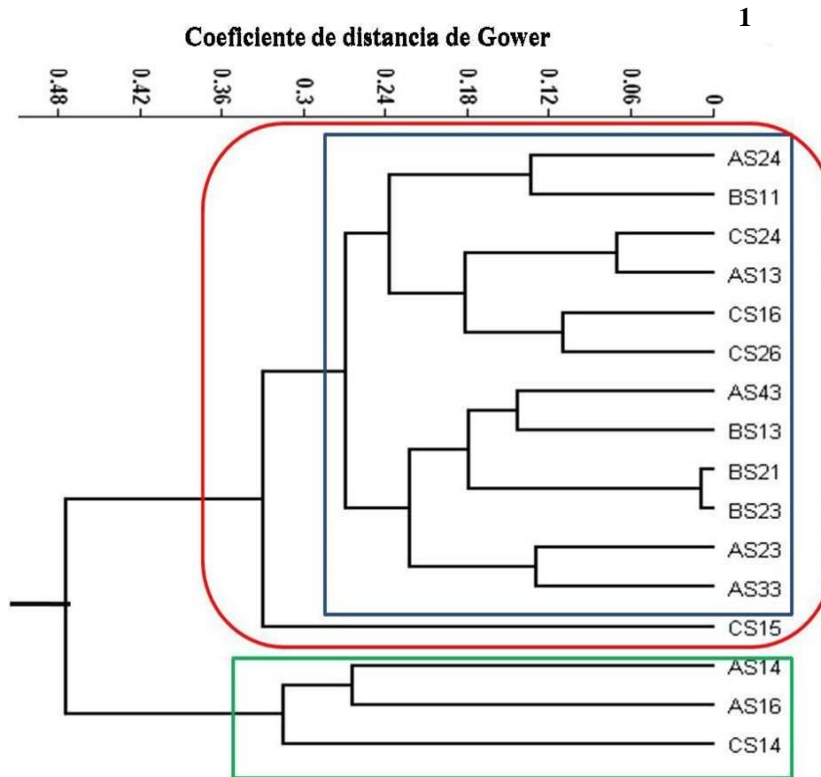 1
Coeficiente de distancia de Gower
0.48 0.42 0.36 0.3 0.24 0.18 0.12 0.06 0
AS24
BS11
CS24
AS13
CS16
CS26
AS43
BS13
BS21
BS23
AS23
AS33
CS15
AS14
AS16
CS14